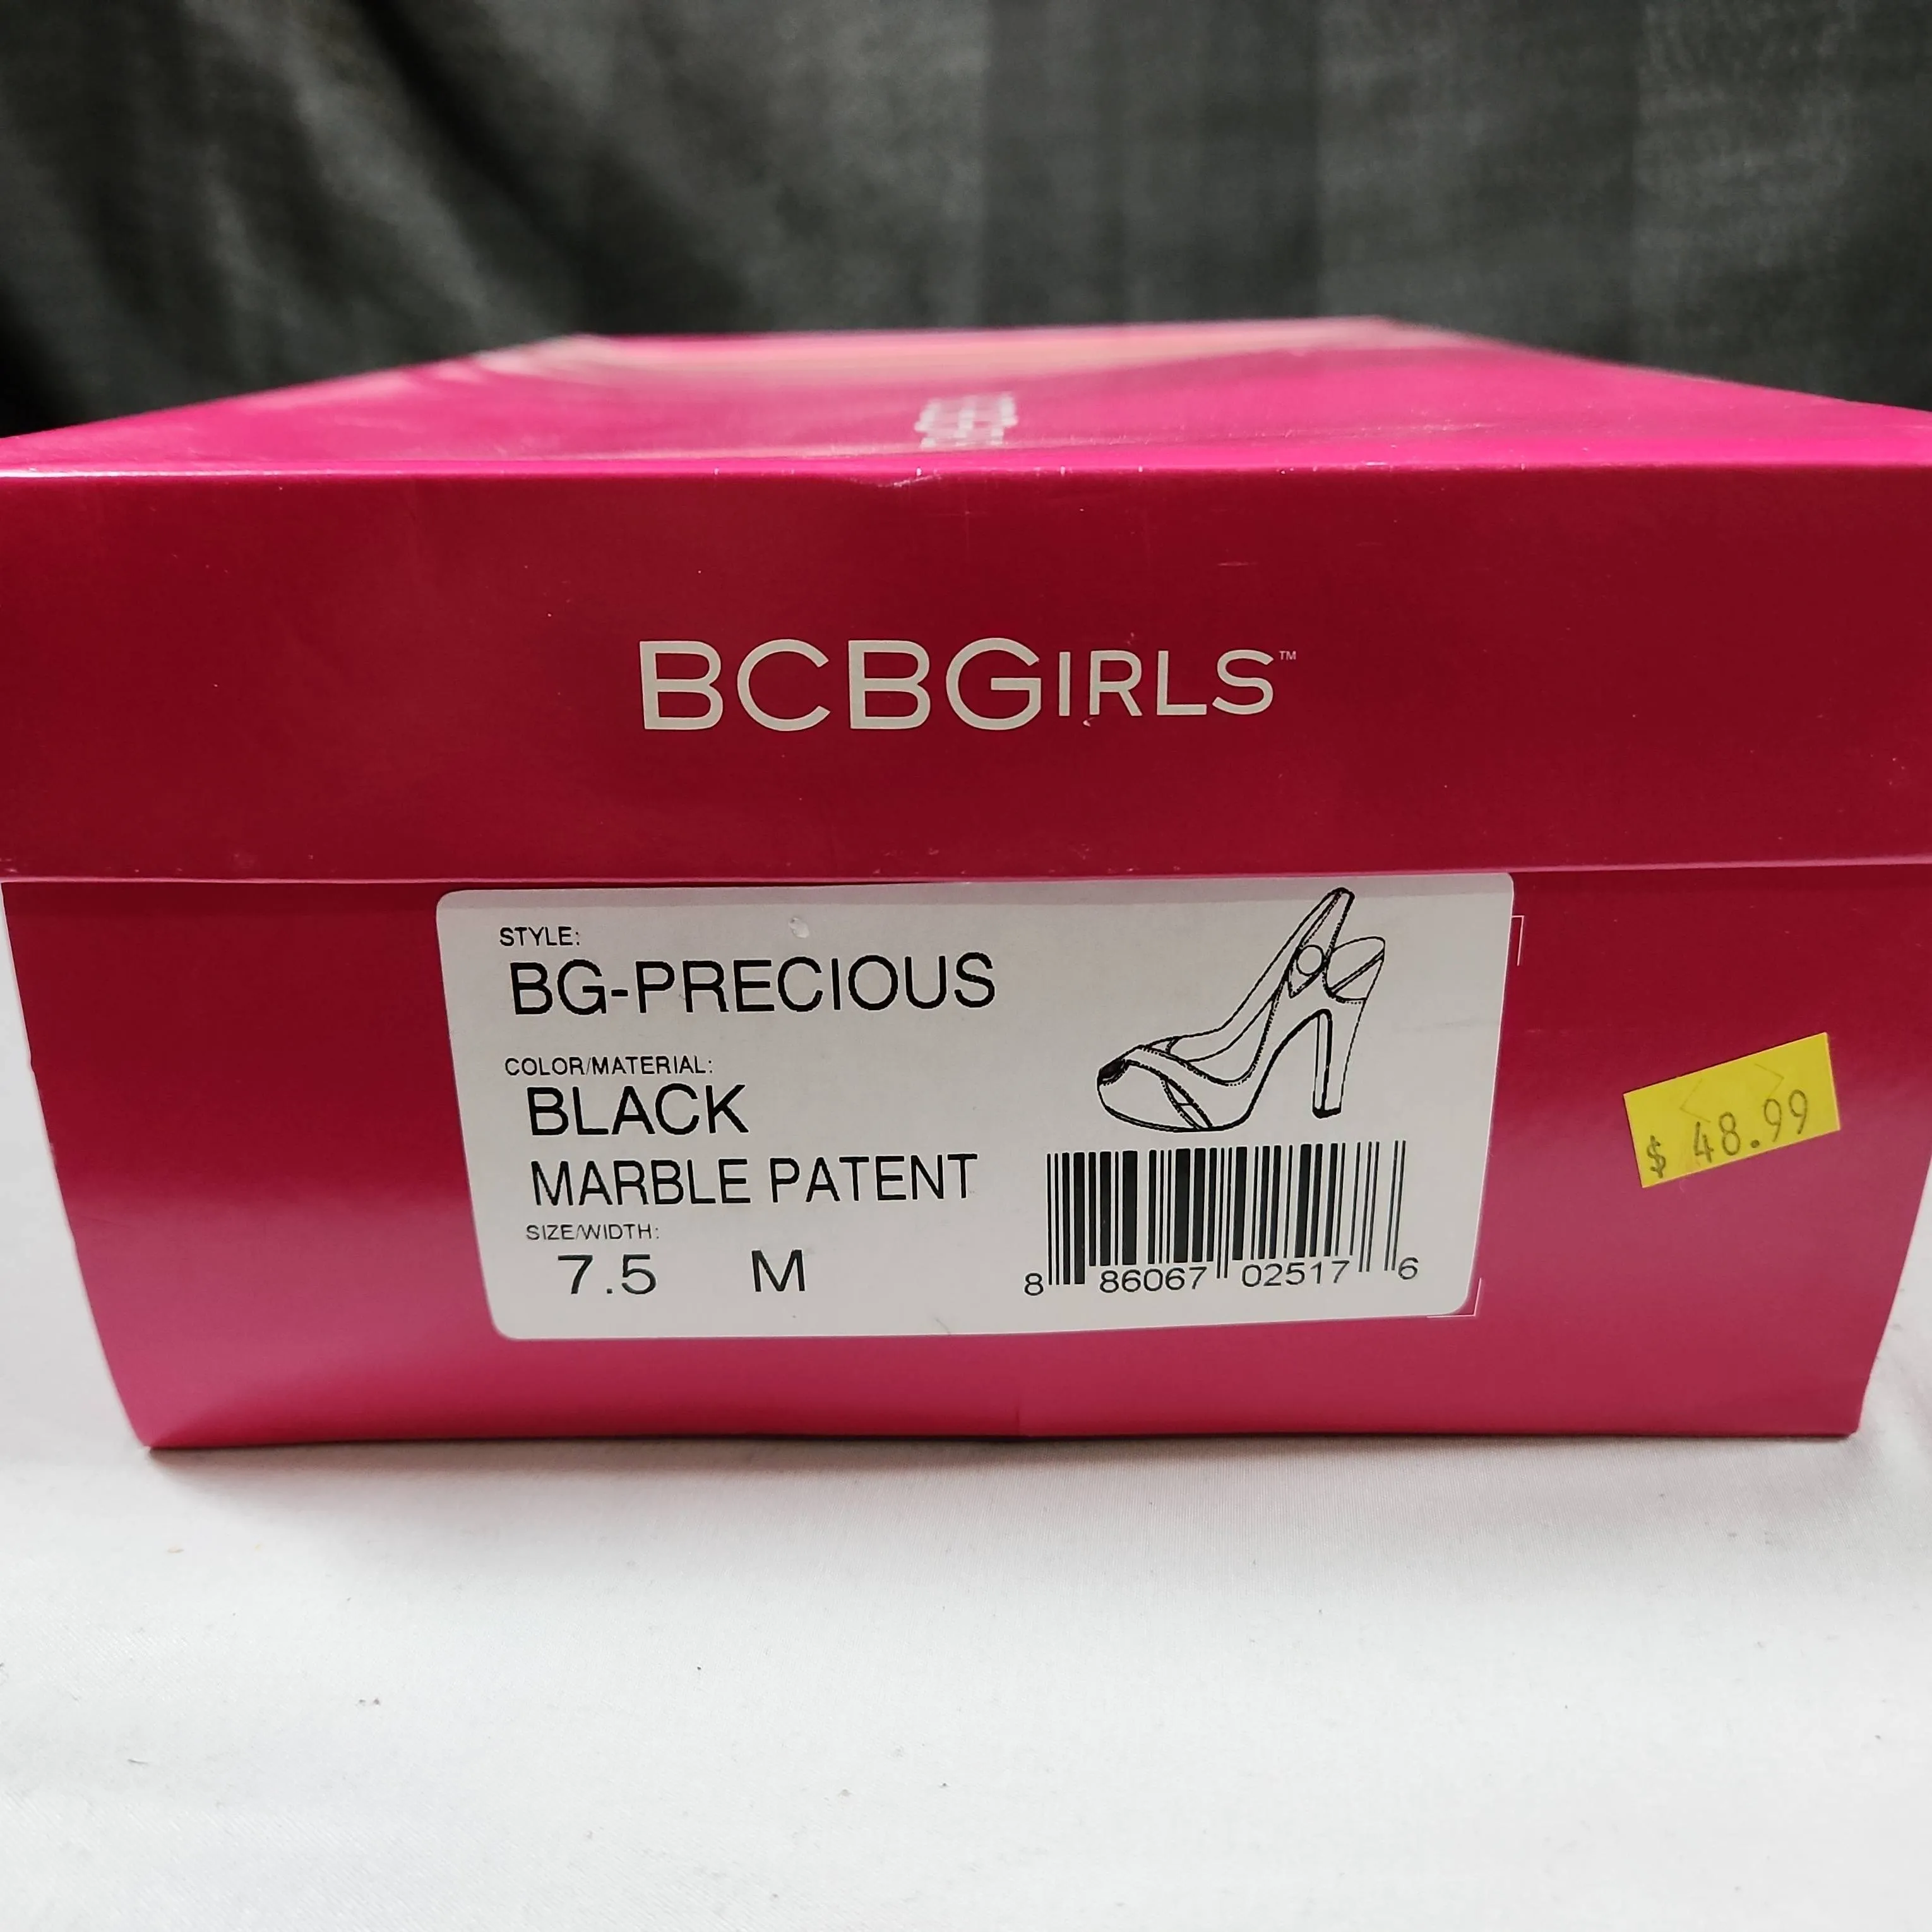 BCBGIRLS™
STYLE:
BG-PRECIOUS
COLOR/MATERIAL:
BLACK
MARBLE PATENT
SIZE/WIDTH:
7.5 M
8 86067 02517 6
$ 48.99